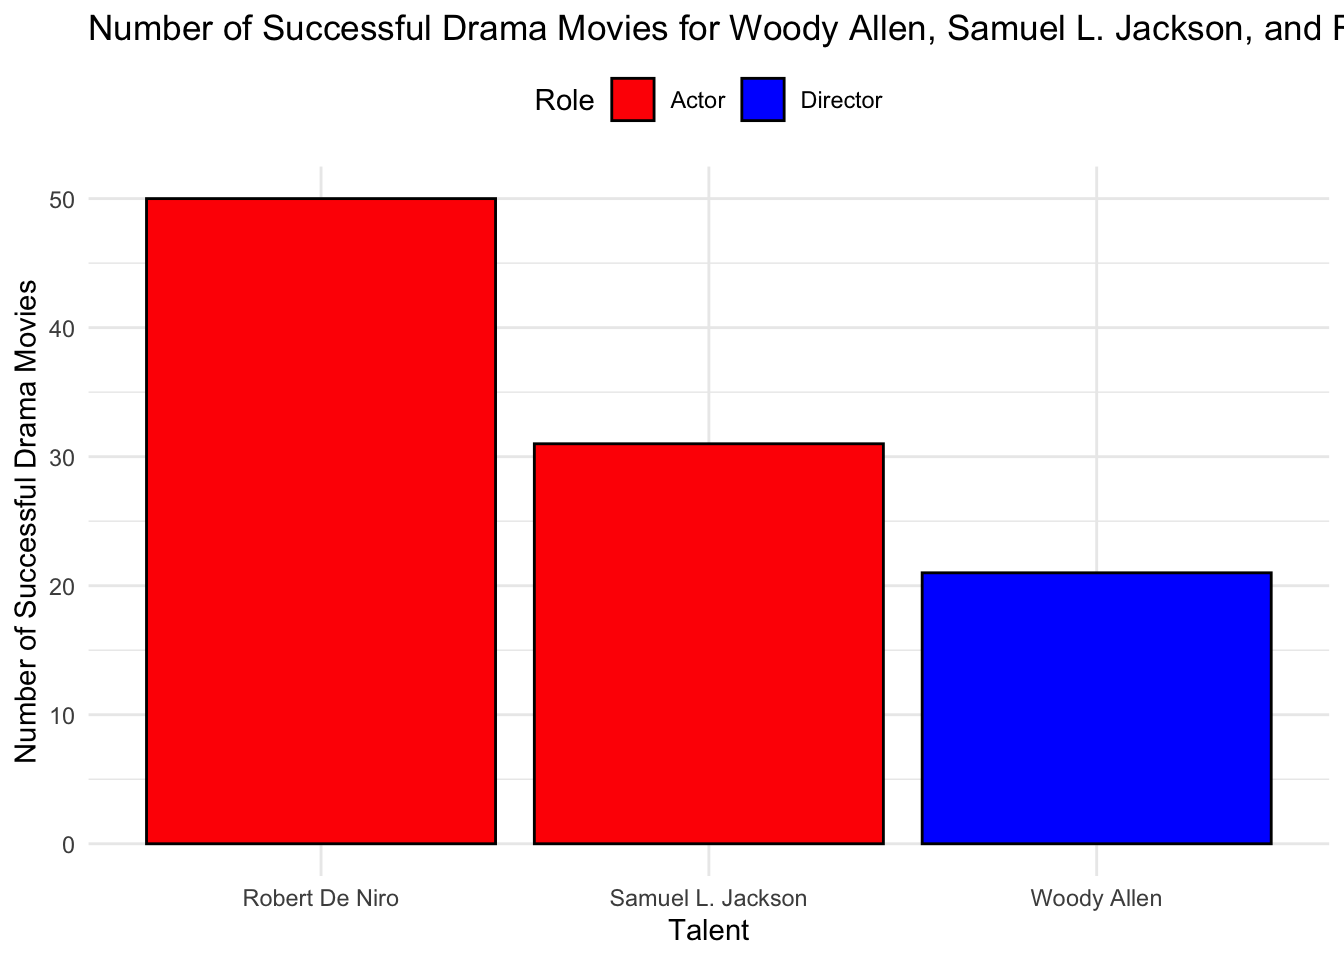 Number of Successful Drama Movies for Woody Allen, Samuel L. Jackson, and
Role Actor Director
Number of Successful Drama Movies
50
40
30
20
10
0
Robert De Niro Samuel L. Jackson Woody Allen
Talent